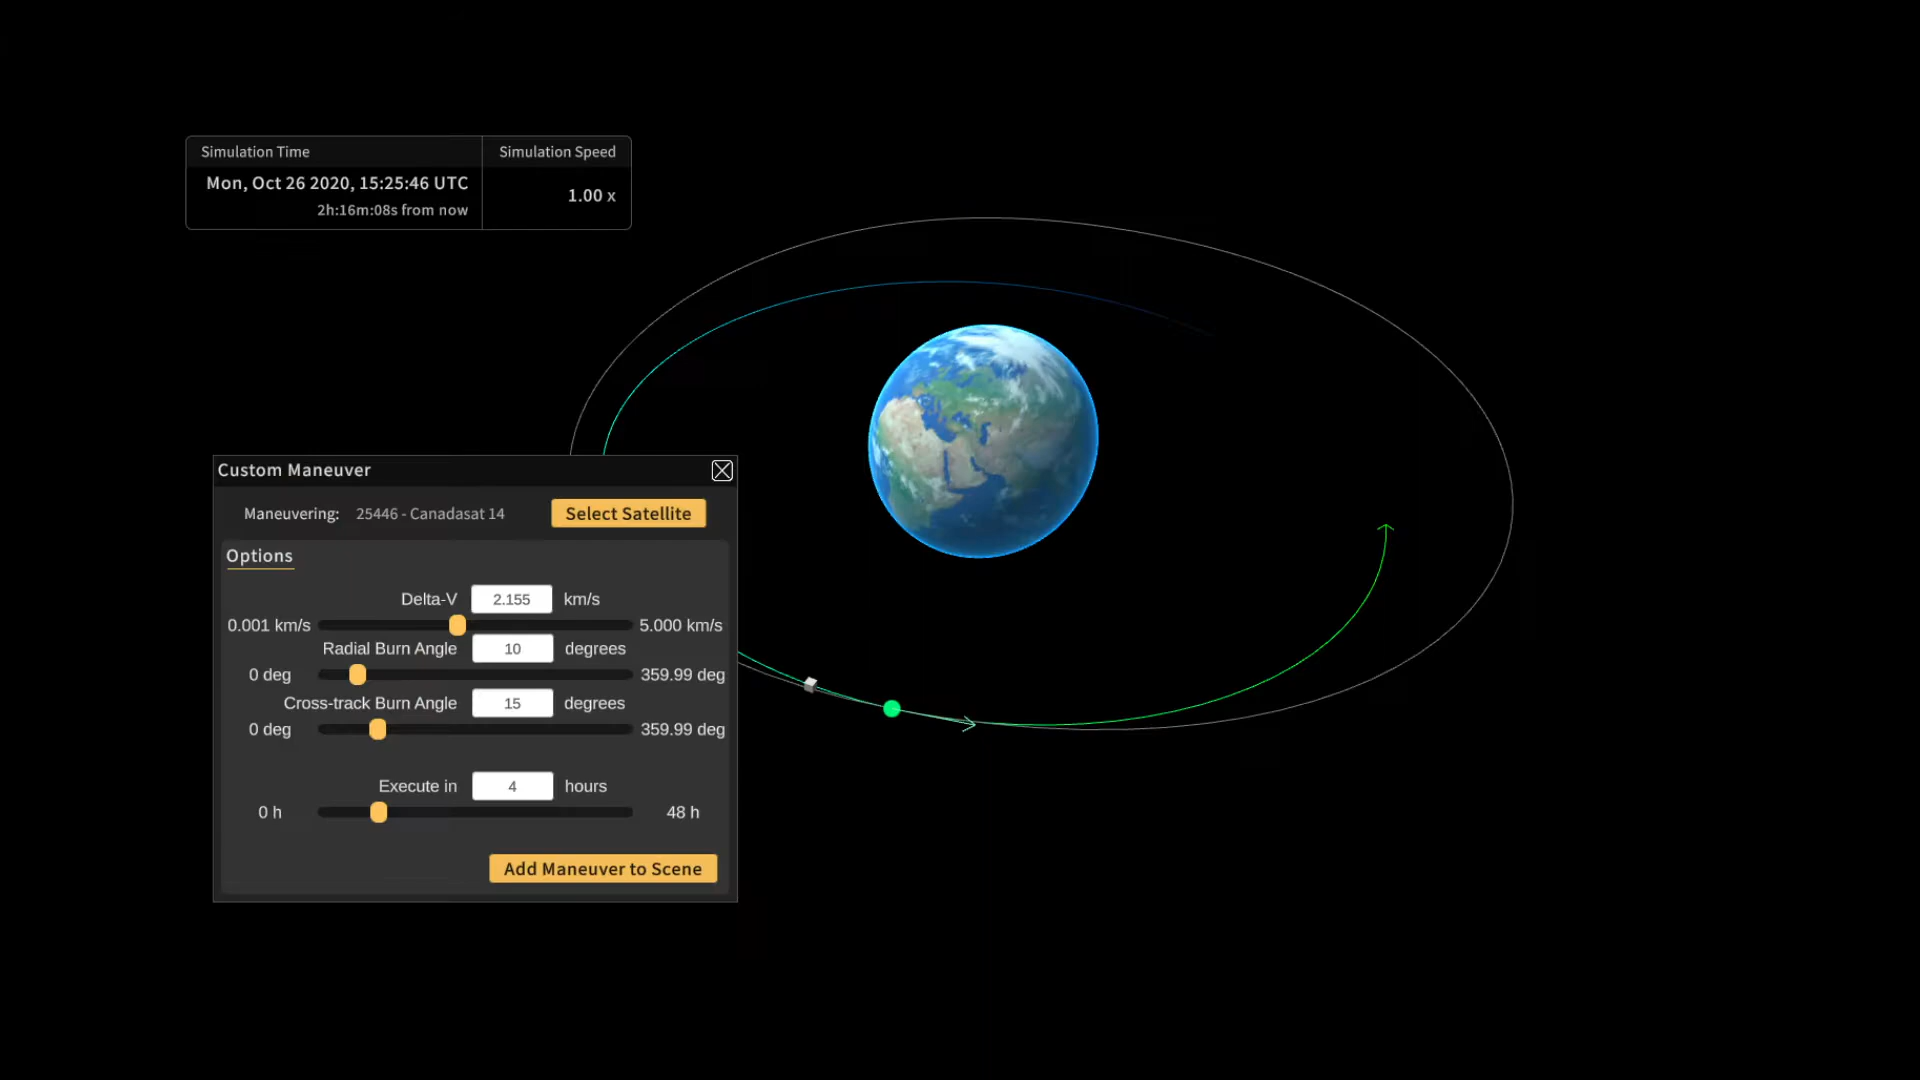 Simulation Time
Simulation Speed
Mon, Oct 26 2020, 15:25:46 UTC
2h:16m:08s from now
1.00 x
Custom Maneuver
Maneuvering: 25446 - Canadasat 14
Select Satellite
Options
Delta-V 2.155 km/s
0.001 km/s 5.000 km/s
Radial Burn Angle 10 degrees
0 deg 359.99 deg
Cross-track Burn Angle 15 degrees
0 deg 359.99 deg
Execute in 4 hours
0 h 48 h
Add Maneuver to Scene